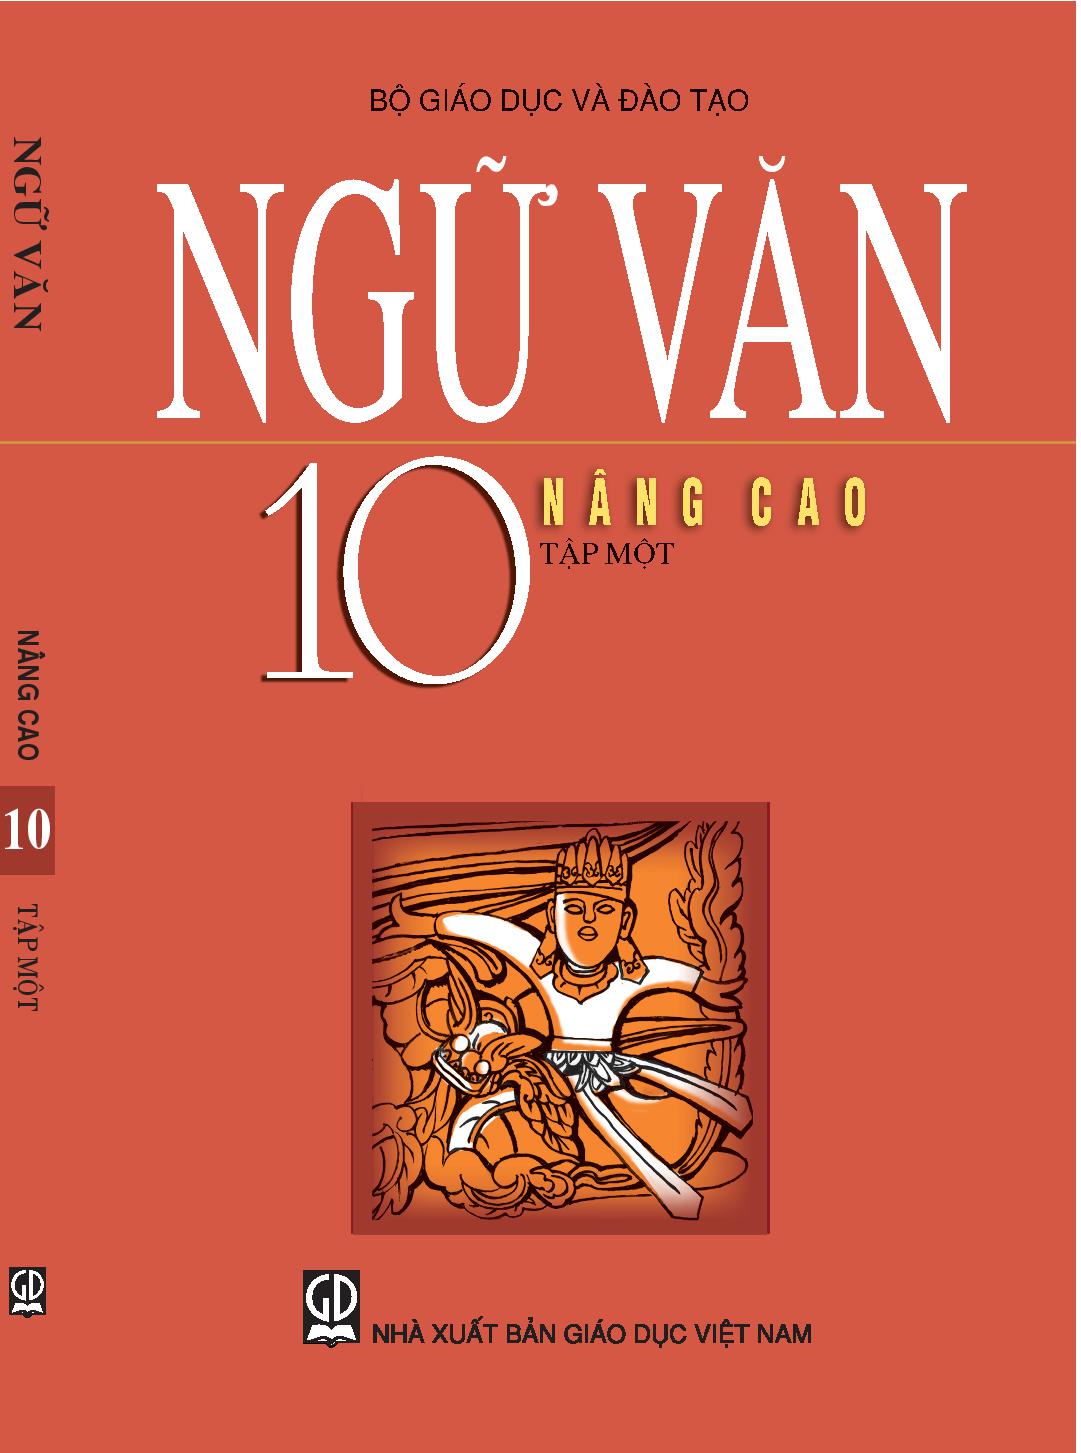 BỘ GIÁO DỤC VÀ ĐÀO TẠO
NGỮ VĂN
10
NÂNG CAO
TẬP MỘT
GD
NHÀ XUẤT BẢN GIÁO DỤC VIỆT NAM
NGỮ VĂN
NÂNG CAO
10
TẬP MỘT
GD